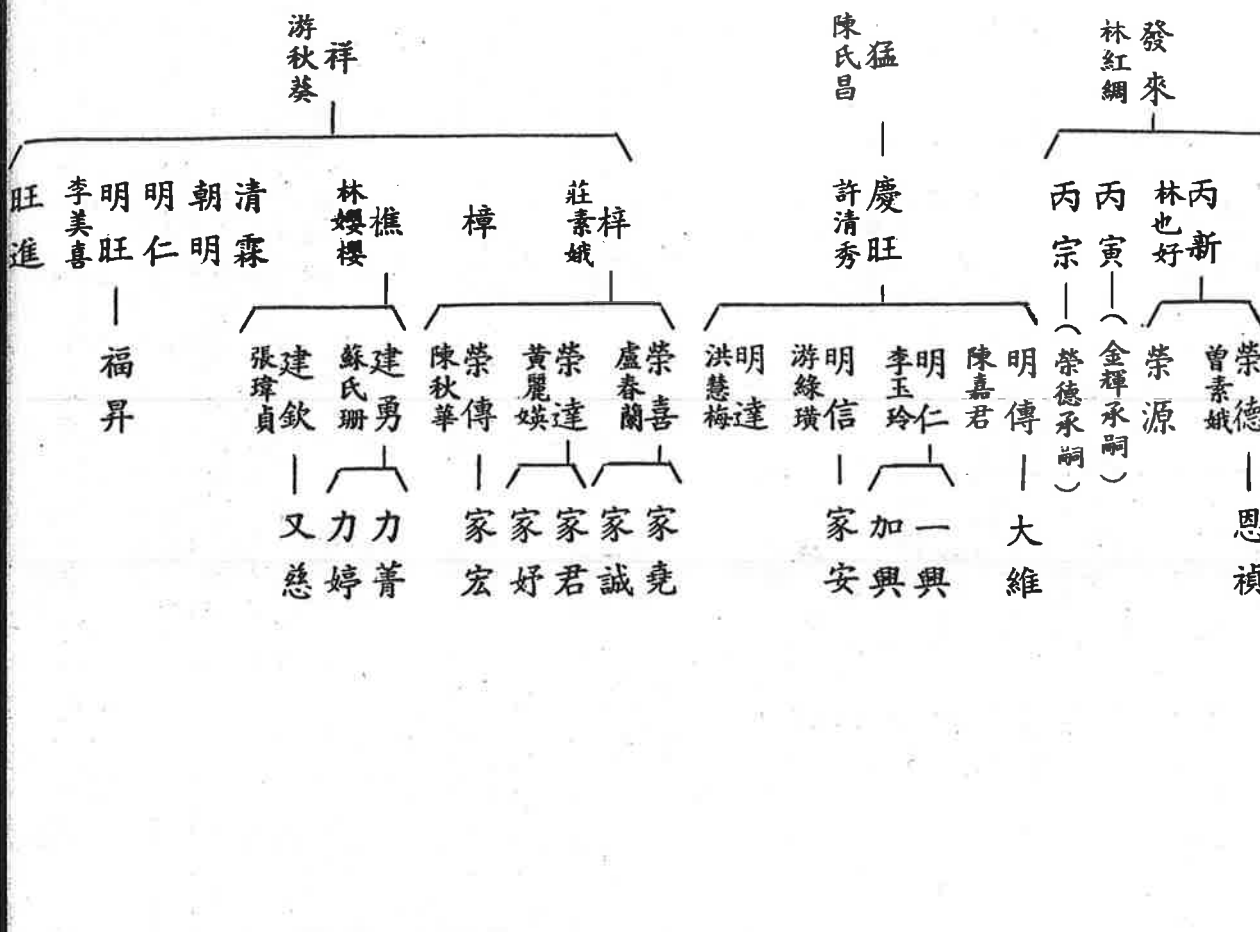 發來
林紅綢
猛
陳氏昌
祥
游秋葵
丙新
林也好
丙寅
丙宗
慶旺
許清秀
梓
莊素娥
樟
樵
林嬰櫻
清霖
朝明
明仁
明旺
李美喜
旺進
榮德
曾素娥
榮源
（金輝承嗣）
（榮德承嗣）
明傳
陳嘉君
明仁
李玉玲
明信
游緣璜
明達
洪慧梅
榮喜
盧春蘭
榮達
黃麗媖
榮傳
陳秋華
建勇
蘇氏珊
建欽
張瑋貞
福昇
恩禎
大維
一興
加興
家安
家堯
家誠
家君
家妤
家宏
力菁
力婷
又慈